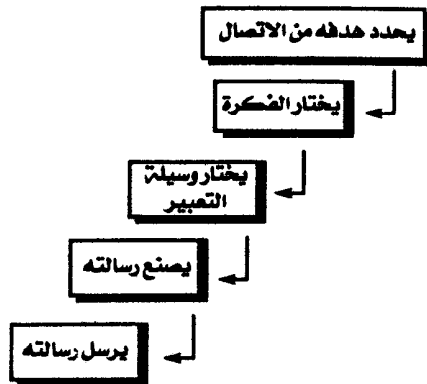 يحدد هدفه من الاتصال
يختار الفكرة
يختار وسيلة
التعبير
يصنع رسالته
يرسل رسالته